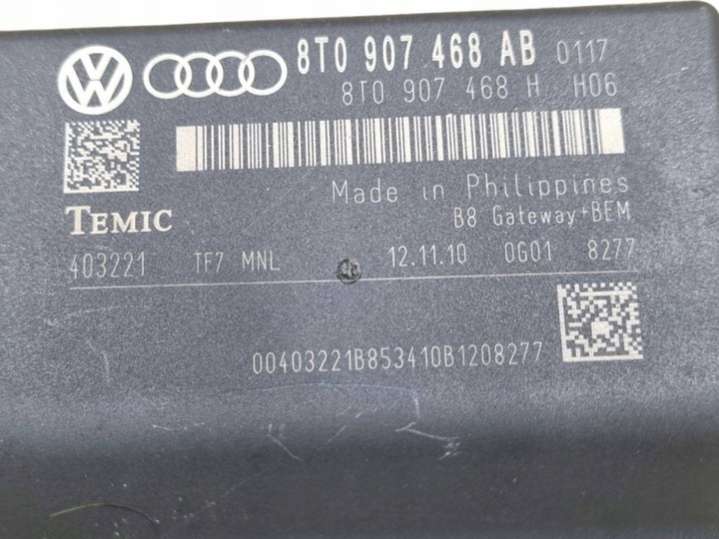 8T0 907 468 AB 0117
8T0 907 468 H H06
Made in Philippines
TEMIC
B8 Gateway+BEM
403221 TF7 MNL 12.11.10 0G01 8277
00403221B853410B1208277